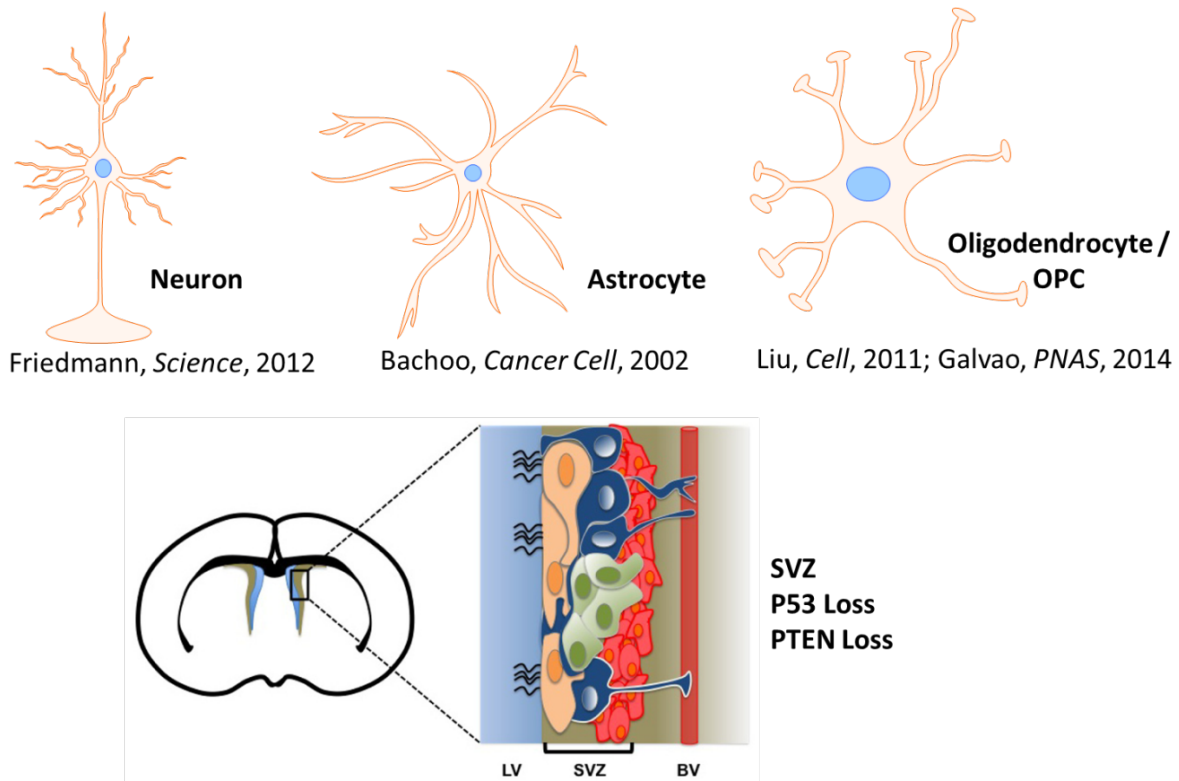 Neuron
Astrocyte
Oligodendrocyte /
OPC
Friedmann, Science, 2012
Bachoo, Cancer Cell, 2002
Liu, Cell, 2011; Galvao, PNAS, 2014
SVZ
P53 Loss
PTEN Loss
LV
SVZ
BV